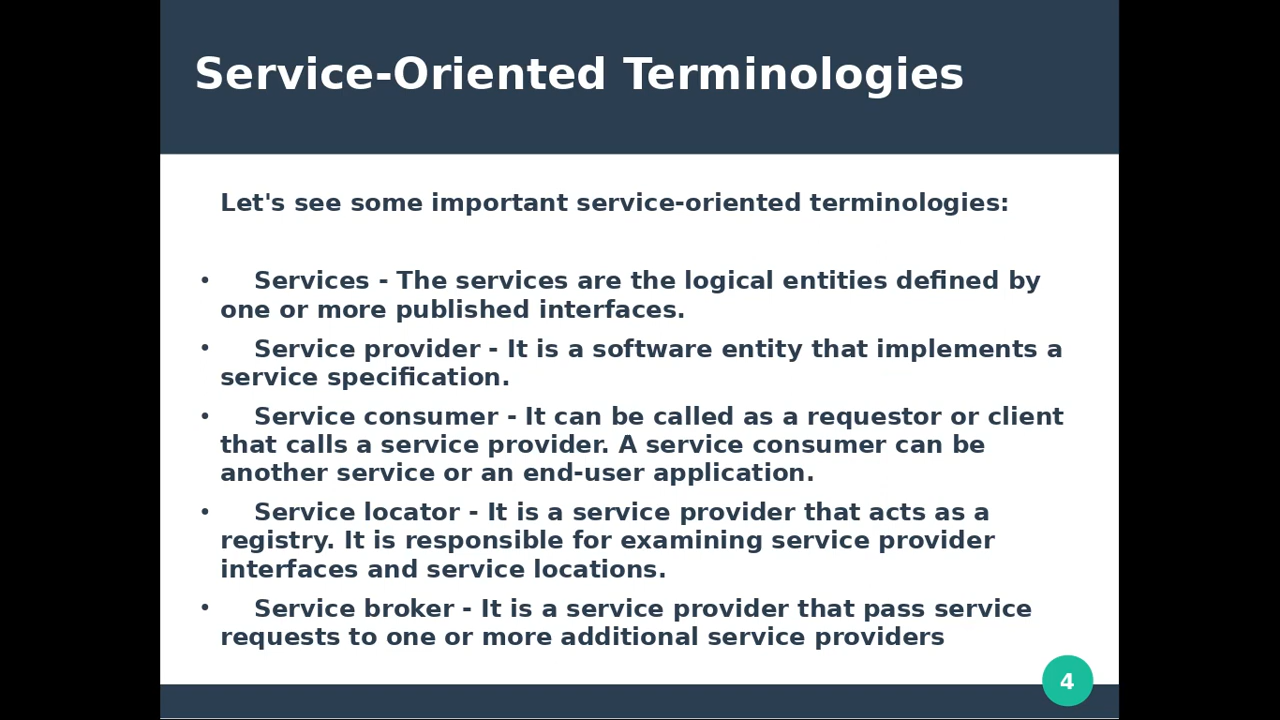 Service-Oriented Terminologies
Let's see some important service-oriented terminologies:
• Services - The services are the logical entities defined by
one or more published interfaces.
• Service provider - It is a software entity that implements a
service specification.
• Service consumer - It can be called as a requestor or client
that calls a service provider. A service consumer can be
another service or an end-user application.
• Service locator - It is a service provider that acts as a
registry. It is responsible for examining service provider
interfaces and service locations.
• Service broker - It is a service provider that pass service
requests to one or more additional service providers
4